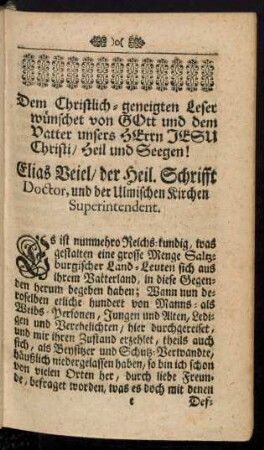 )o(
Dem Christlich-geneigten Leser
wünschet von GOtt und dem
Vatter unsers HErrn JESU
Christi/ Heil und Seegen!
Elias Veiel/ der Heil. Schrifft
Doctor, und der Ulmischen Kirchen
Superintendent.
Es ist nunmehro Reichs-kundig, was
gestalten eine grosse Menge Saltz-
burgischer Land-Leuten sich aus
ihrem Vatterland, in diese Gegen-
den herum begeben haben; Wann nun de-
roselben etliche hundert von Manns- als
Weibs-Personen, Jungen und Alten, Ledi-
gen und Verehelichten, hier durchgereiset,
und mir ihren Zustand erzehlet, theils auch
sich, als Beysitzer und Schutz-Verwandte,
häußlich niedergelassen haben, so bin ich schon
von vielen Orten her, durch liebe Freun-
de, befraget worden, was es doch mit denen
c Def-